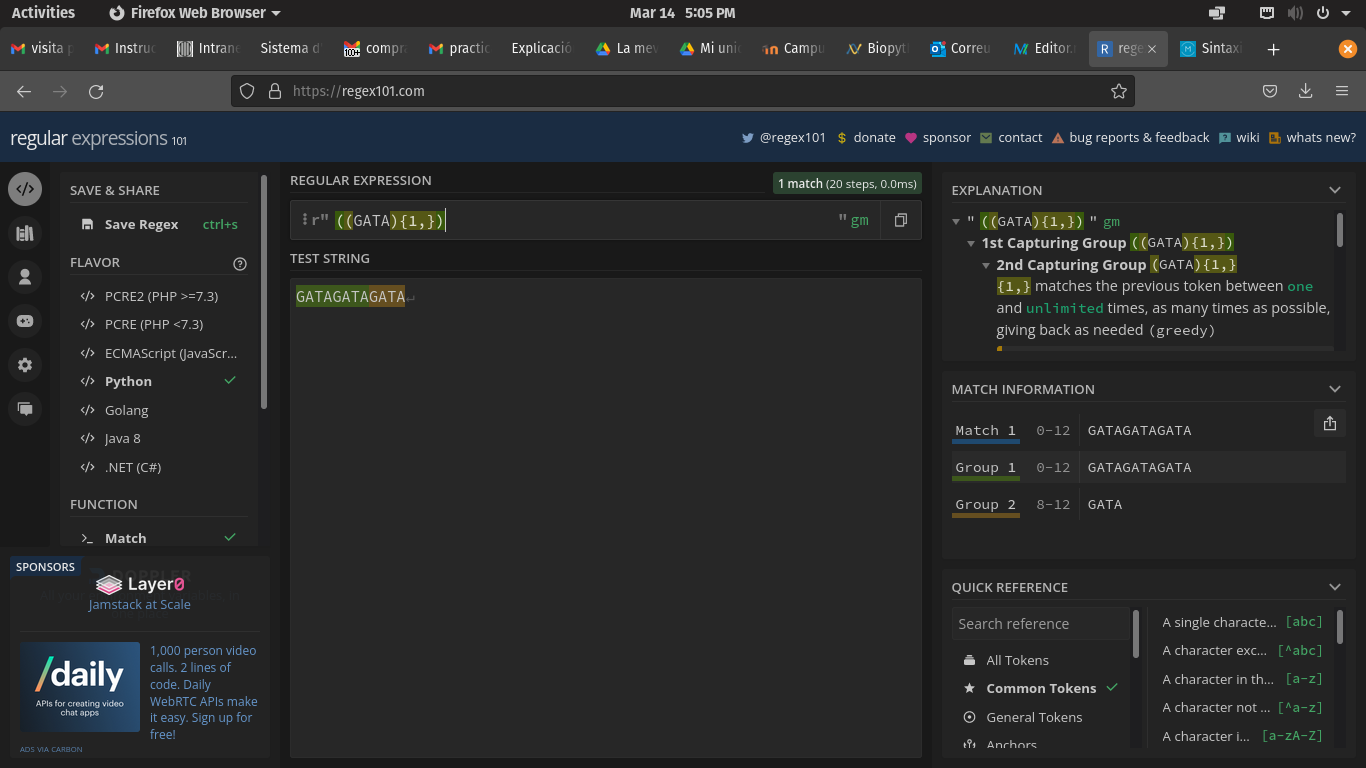 Activities Firefox Web Browser Mar 14 5:05 PM
visita p Instruc Intrane Sistema d compra practic Explicació La mev Mi uni Campu Biopyt Correu Editor. rege Sintaxi
https://regex101.com
regular expressions 101 @regex101 $ donate sponsor contact bug reports & feedback wiki whats new?
SAVE & SHARE
Save Regex ctrl+s
FLAVOR
PCRE2 (PHP >=7.3)
PCRE (PHP <7.3)
ECMAScript (JavaScr...
Python
Golang
Java 8
.NET (C#)
FUNCTION
Match
SPONSORS
Layer0
Jamstack at Scale
/daily
APIs for creating video
chat apps
1,000 person video
calls. 2 lines of
code. Daily
WebRTC APIs make
it easy. Sign up for
free!
ADS VIA CARBON
REGULAR EXPRESSION
1 match (20 steps, 0.0ms)
r" ((GATA){1,}) " gm
TEST STRING
GATAGATAGATA
EXPLANATION
" ((GATA){1,}) " gm
1st Capturing Group ((GATA){1,})
2nd Capturing Group (GATA){1,}
{1,} matches the previous token between one
and unlimited times, as many times as possible,
giving back as needed (greedy)
MATCH INFORMATION
Match 1 0-12 GATAGATAGATA
Group 1 0-12 GATAGATAGATA
Group 2 8-12 GATA
QUICK REFERENCE
Search reference
All Tokens
Common Tokens
General Tokens
Anchors
A single characte... [abc]
A character exc... [^abc]
A character in th... [a-z]
A character not ... [^a-z]
A character i... [a-zA-Z]